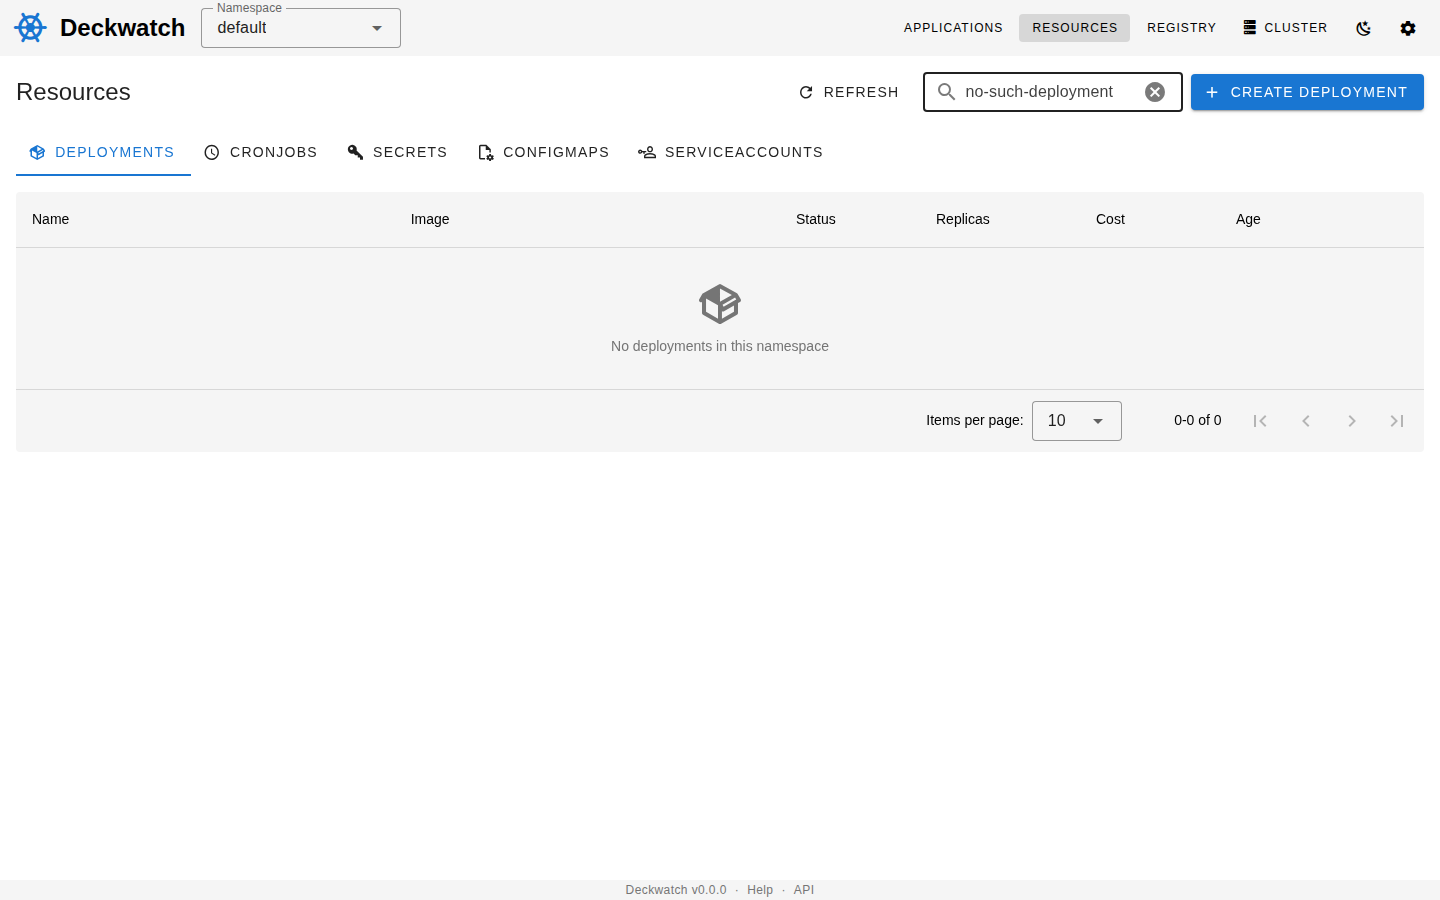 Deckwatch
Namespace
default
APPLICATIONS
RESOURCES
REGISTRY
CLUSTER
Resources
REFRESH
no-such-deployment
CREATE DEPLOYMENT
DEPLOYMENTS
CRONJOBS
SECRETS
CONFIGMAPS
SERVICEACCOUNTS
Name Image Status Replicas Cost Age
No deployments in this namespace
Items per page: 10 0-0 of 0
Deckwatch v0.0.0 · Help · API